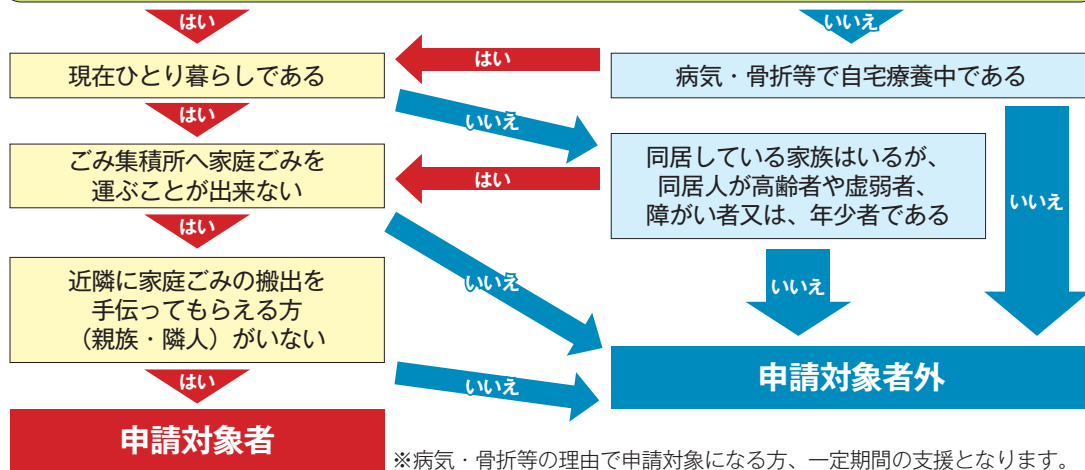 はい
いいえ
現在ひとり暮らしである
はい
病気・骨折等で自宅療養中である
はい
いいえ
ごみ集積所へ家庭ごみを
運ぶことが出来ない
はい
同居している家族はいるが、
同居人が高齢者や虚弱者、
障がい者又は、年少者である
いいえ
はい
いいえ
いいえ
近隣に家庭ごみの搬出を
手伝ってもらえる方
（親族・隣人）がいない
はい
いいえ
申請対象者外
申請対象者
※病気・骨折等の理由で申請対象になる方、一定期間の支援となります。